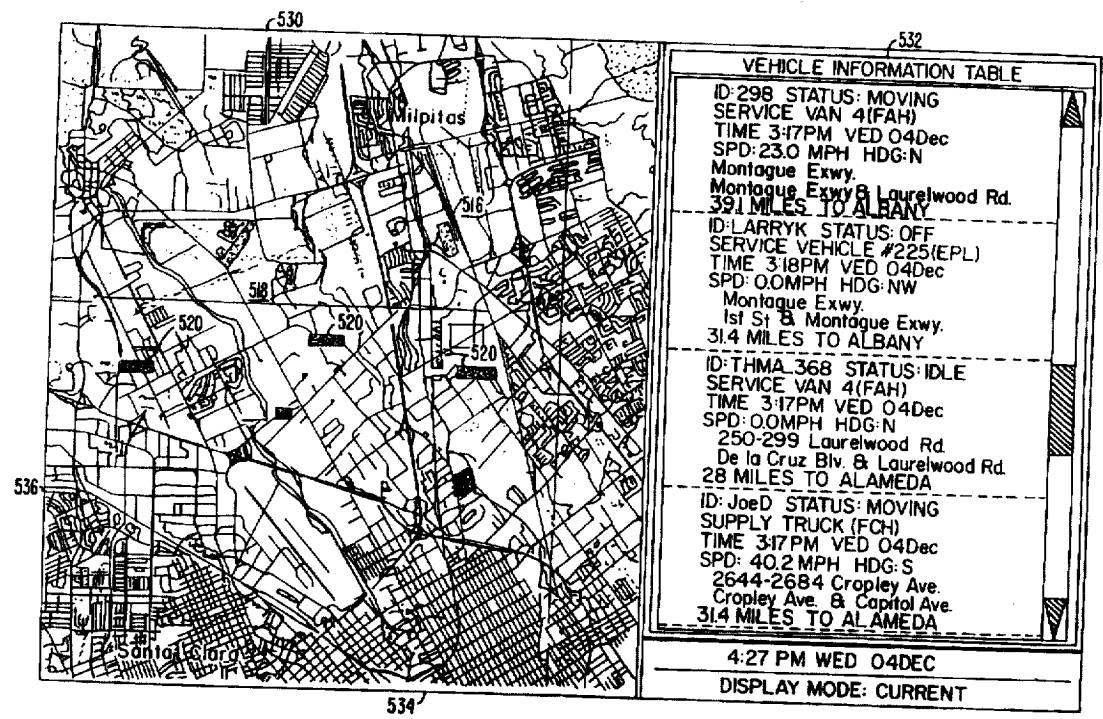 530
532
Milpitas
516
518
520
520
520
536
Santa Clara
534
VEHICLE INFORMATION TABLE
ID:298 STATUS: MOVING
SERVICE VAN 4(FAH)
TIME 3:17PM VED 04Dec
SPD:23.0 MPH HDG:N
Montague Exwy.
Montague Exwy & Laurelwood Rd.
39.1 MILES TO ALBANY
ID:LARRYK STATUS: OFF
SERVICE VEHICLE #225(EPL)
TIME 3:18PM VED 04Dec
SPD: 0.0MPH HDG: NW
Montague Exwy.
1st St & Montague Exwy.
31.4 MILES TO ALBANY
ID:THMA_368 STATUS: IDLE
SERVICE VAN 4(FAH)
TIME 3:17PM VED 04Dec
SPD: 0.0MPH HDG:N
250-299 Laurelwood Rd.
De la Cruz Blv. & Laurelwood Rd.
28 MILES TO ALAMEDA
ID: JoeD STATUS: MOVING
SUPPLY TRUCK (FCH)
TIME 3:17PM VED 04Dec
SPD: 40.2 MPH HDG: S
2644-2684 Cropley Ave.
Cropley Ave. & Capitol Ave.
31.4 MILES TO ALAMEDA
4:27 PM WED 04DEC
DISPLAY MODE: CURRENT